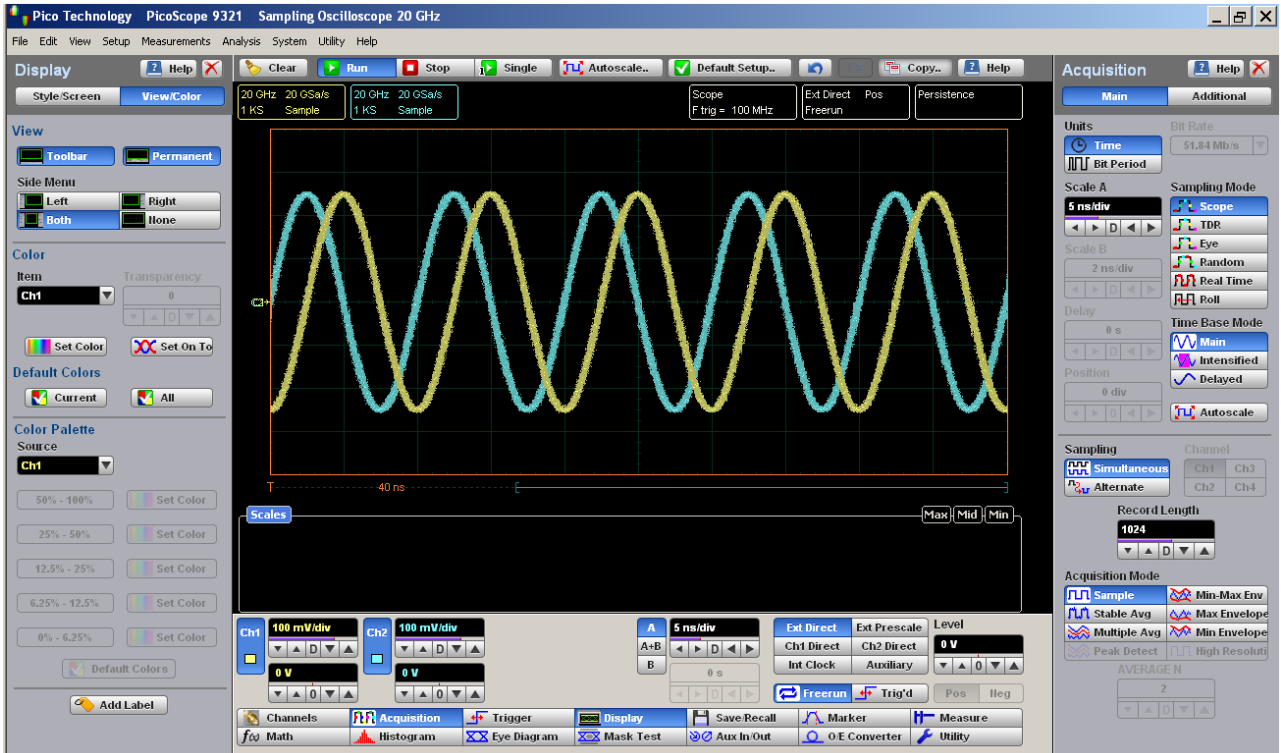 Pico Technology PicoScope 9321 Sampling Oscilloscope 20 GHz
File Edit View Setup Measurements Analysis System Utility Help
Display Help
Style/Screen View/Color
View
Toolbar Permanent
Side Menu
Left Right
Both None
Color
Item Transparency
Ch1 0
D
Set Color Set On To
Default Colors
Current All
Color Palette
Source
Ch1
50% - 100% Set Color
25% - 50% Set Color
12.5% - 25% Set Color
6.25% - 12.5% Set Color
0% - 6.25% Set Color
Default Colors
Add Label
Clear Run Stop Single Autoscale.. Default Setup.. Copy.. Help
20 GHz 20 GSa/s 20 GHz 20 GSa/s Scope Ext Direct Pos Persistence
1 KS Sample 1 KS Sample F trig = 100 MHz Freerun
T 40 ns
Scales Max Mid Min
Ch1 100 mV/div Ch2 100 mV/div A 5 ns/div Ext Direct Ext Prescale Level
D D A+B D Ch1 Direct Ch2 Direct 0 V
0 V 0 V B 0 s Int Clock Auxiliary 0
0 0 D Freerun Trig'd Pos Neg
Channels Acquisition Trigger Display Save/Recall Marker Measure
f(x) Math Histogram Eye Diagram Mask Test Aux In/Out O/E Converter Utility
Acquisition Help
Main Additional
Units Bit Rate
Time 51.84 Mb/s
Bit Period
Scale A Sampling Mode
5 ns/div Scope
D TDR
Scale B Eye
2 ns/div Random
D Real Time
Delay Roll
0 s Time Base Mode
D Main
Position Intensified
0 div Delayed
0 Autoscale
Sampling Channel
Simultaneous Ch1 Ch3
Alternate Ch2 Ch4
Record Length
1024
D
Acquisition Mode
Sample Min-Max Env
Stable Avg Max Envelope
Multiple Avg Min Envelope
Peak Detect High Resoluti
AVERAGE N
2
D